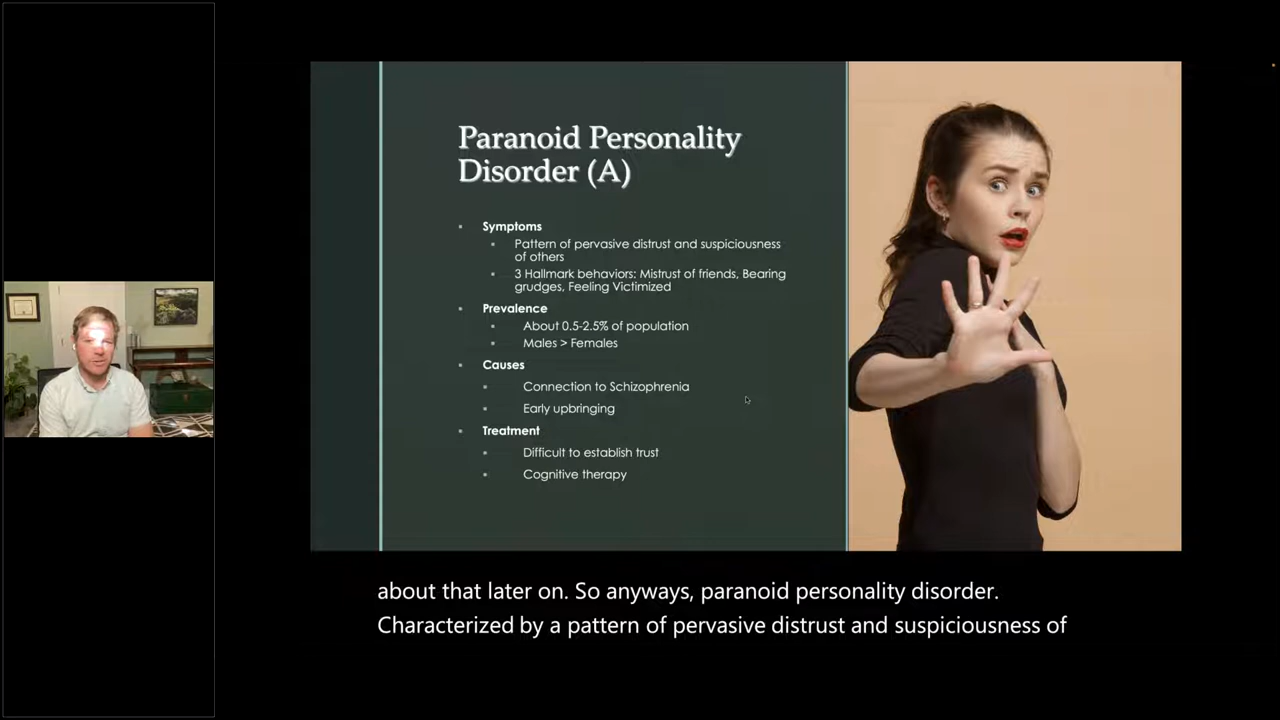 Paranoid Personality
Disorder (A)
Symptoms
Pattern of pervasive distrust and suspiciousness
of others
3 Hallmark behaviors: Mistrust of friends, Bearing
grudges, Feeling Victimized
Prevalence
About 0.5-2.5% of population
Males > Females
Causes
Connection to Schizophrenia
Early upbringing
Treatment
Difficult to establish trust
Cognitive therapy
about that later on. So anyways, paranoid personality disorder.
Characterized by a pattern of pervasive distrust and suspiciousness of